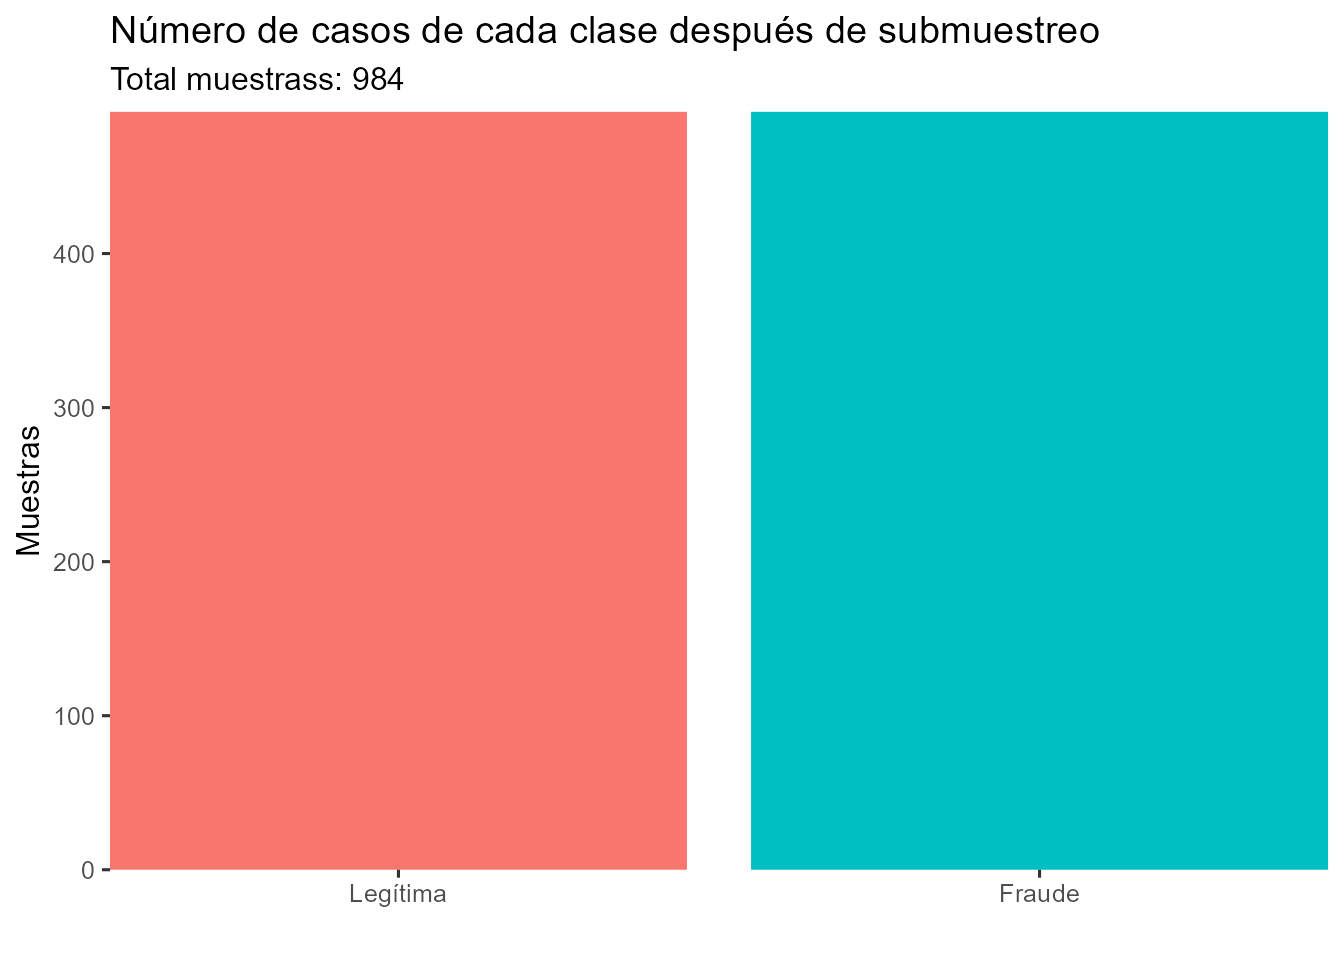 Número de casos de cada clase después de submuestreo
Total muestrass: 984
Muestras
400
300
200
100
0
Legítima
Fraude